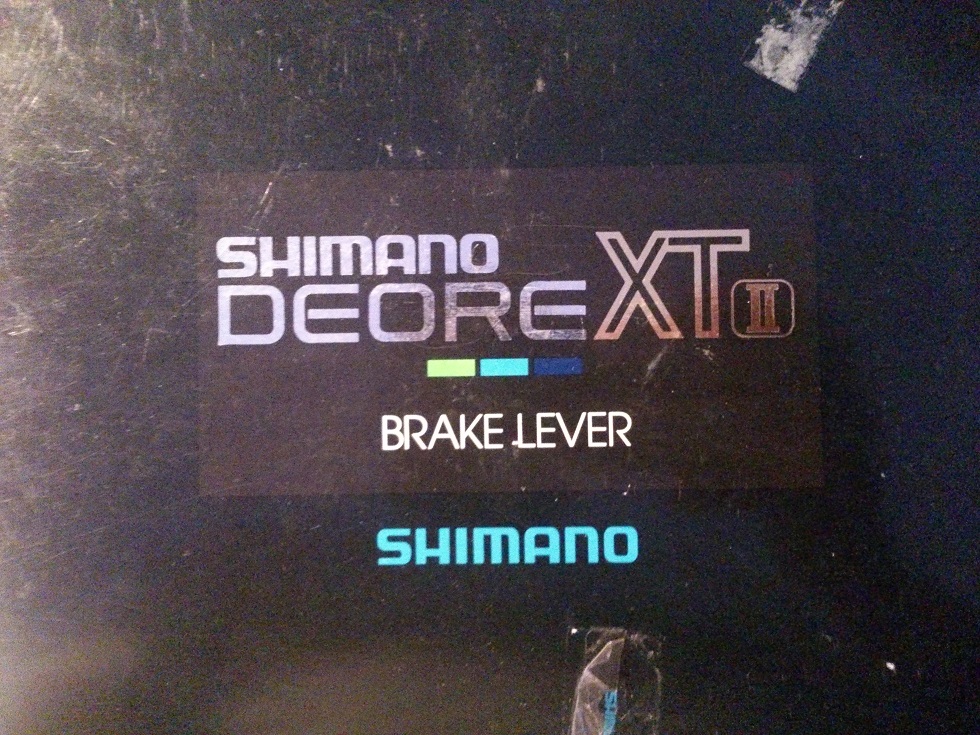 SHIMANO
DEORE XT II
BRAKE LEVER
SHIMANO